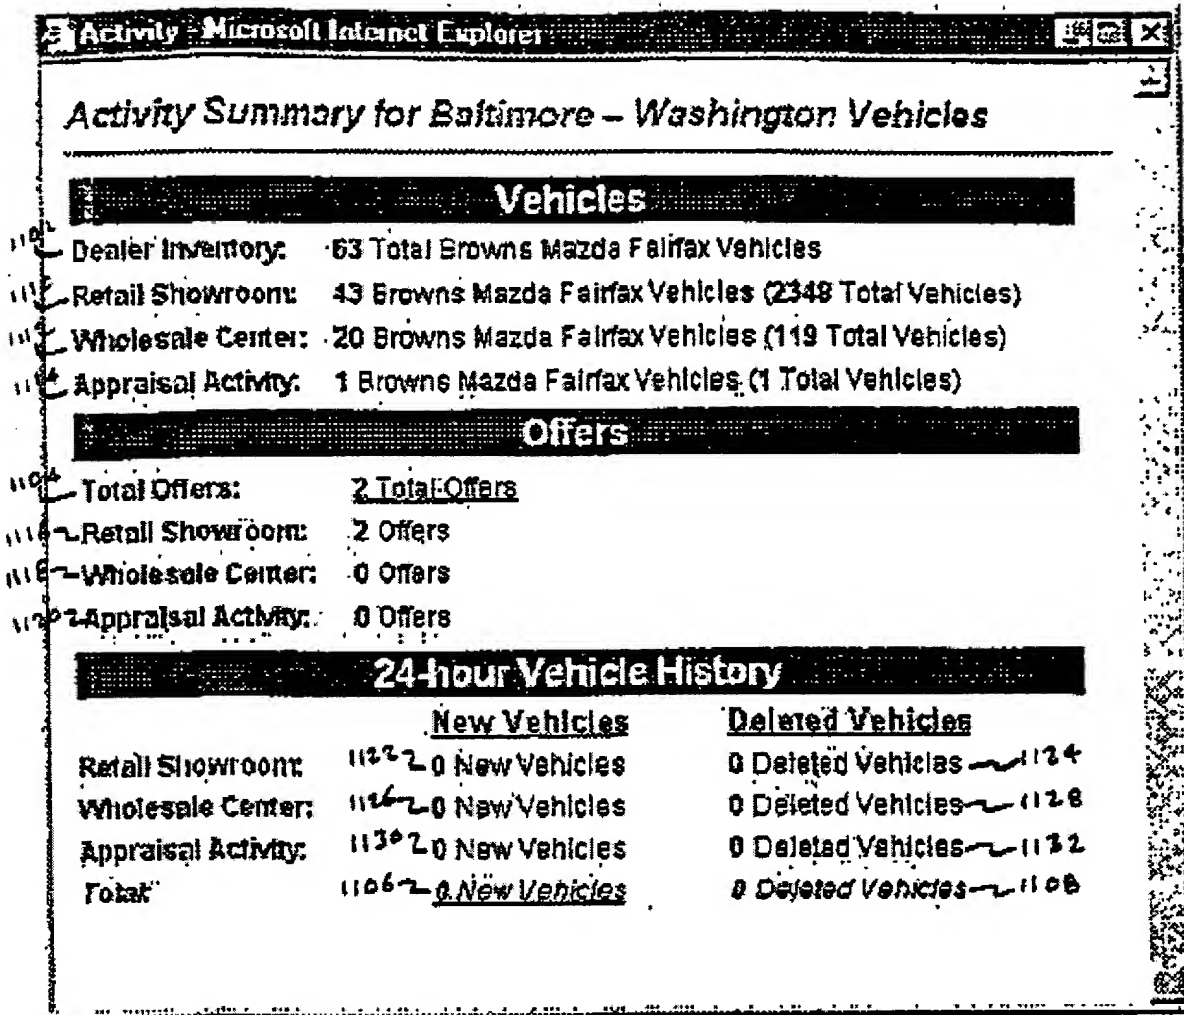 Activity - Microsoft Internet Explorer
Activity Summary for Baltimore – Washington Vehicles
Vehicles
1102 Dealer Inventory: 63 Total Browns Mazda Fairfax Vehicles
Retail Showroom: 43 Browns Mazda Fairfax Vehicles (2348 Total Vehicles)
Wholesale Center: 20 Browns Mazda Fairfax Vehicles (119 Total Vehicles)
Appraisal Activity: 1 Browns Mazda Fairfax Vehicles (1 Total Vehicles)
Offers
1104 Total Offers: 2 Total Offers
1116 Retail Showroom: 2 Offers
1118 Wholesale Center: 0 Offers
1120 Appraisal Activity: 0 Offers
24-hour Vehicle History
New Vehicles Deleted Vehicles
Retail Showroom: 1122 0 New Vehicles 0 Deleted Vehicles 1124
Wholesale Center: 1126 0 New Vehicles 0 Deleted Vehicles 1128
Appraisal Activity: 1130 0 New Vehicles 0 Deleted Vehicles 1132
Total: 1106 0 New Vehicles 0 Deleted Vehicles 1108